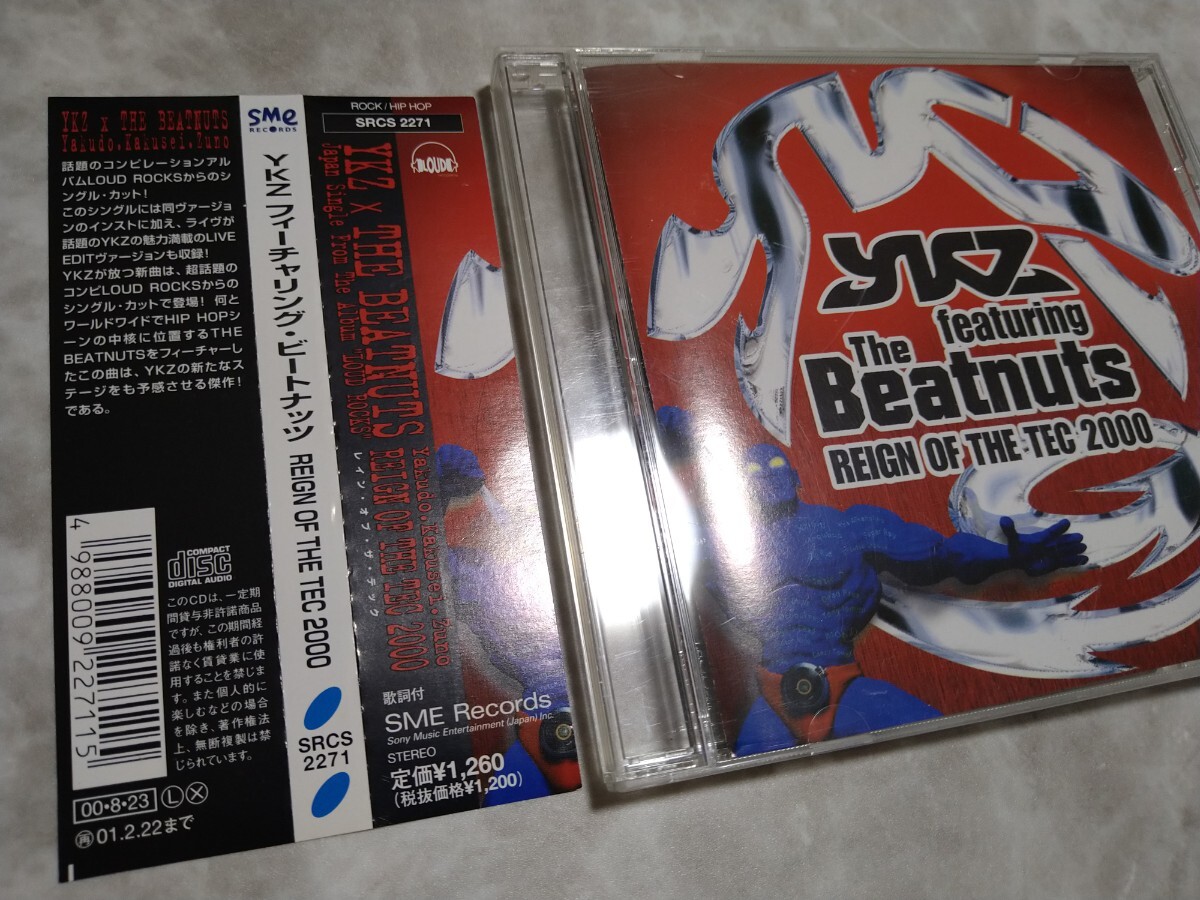 YKZ x THE BEATNUTS
Yakudo.Kakusei.Zuno
話題のコンピレーションアル
バムLOUD ROCKSからのシ
ングル・カット!
このシングルには同ヴァージョ
ンのインストに加え、ライヴが
話題のYKZの魅力満載のLIVE
EDITヴァージョンも収録!
YKZが放つ新曲は、超話題の
コンピLOUD ROCKSからの
シングル・カットで登場! 何と
ワールドワイドでHIP HOPシ
ーンの中核に位置するTHE
BEATNUTSをフィーチャーし
たこの曲は、YKZの新たなス
テージをも予感させる傑作!
である。
4 988009 227115
COMPACT
disc
DIGITAL AUDIO
このCDは、一定期
間貸与非許諾商品
ですが、この期間経
過後も権利者の許
諾なく賃貸業に使
用することを禁じま
す。また個人的に
楽しむなどの場合
を除き、著作権法
上、無断複製は禁
じられています。
00・8・23 Ⓛ Ⓧ
再01.2.22まで
sme
RECORDS
YKZ フィーチャリング・ビートナッツ REIGN OF THE TEC 2000
SRCS
2271
ROCK/HIP HOP
SRCS 2271
LOUD
YKZ x THE BEATNUTS REIGN OF THE TEC 2000
Yakudo.Kakusei.Zuno
Japan Single From The Album "LOUD ROCKS"
レイン・オブ・ザ・テック
歌詞付
SME Records
Sony Music Entertainment (Japan) Inc.
STEREO
定価¥1,260
(税抜価格¥1,200)
YKZ
featuring
The
Beatnuts
REIGN OF THE TEC 2000